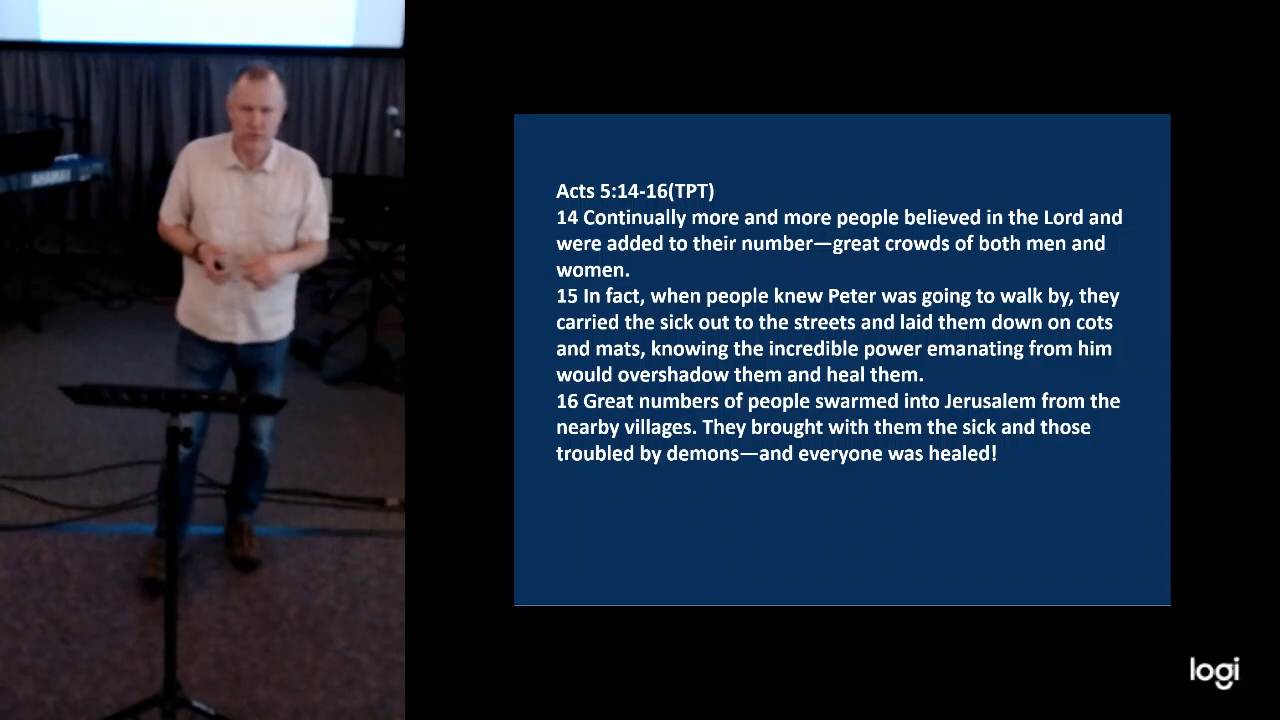 YAMAHA
Acts 5:14-16(TPT)
14 Continually more and more people believed in the Lord and
were added to their number—great crowds of both men and
women.
15 In fact, when people knew Peter was going to walk by, they
carried the sick out to the streets and laid them down on cots
and mats, knowing the incredible power emanating from him
would overshadow them and heal them.
16 Great numbers of people swarmed into Jerusalem from the
nearby villages. They brought with them the sick and those
troubled by demons—and everyone was healed!
logi